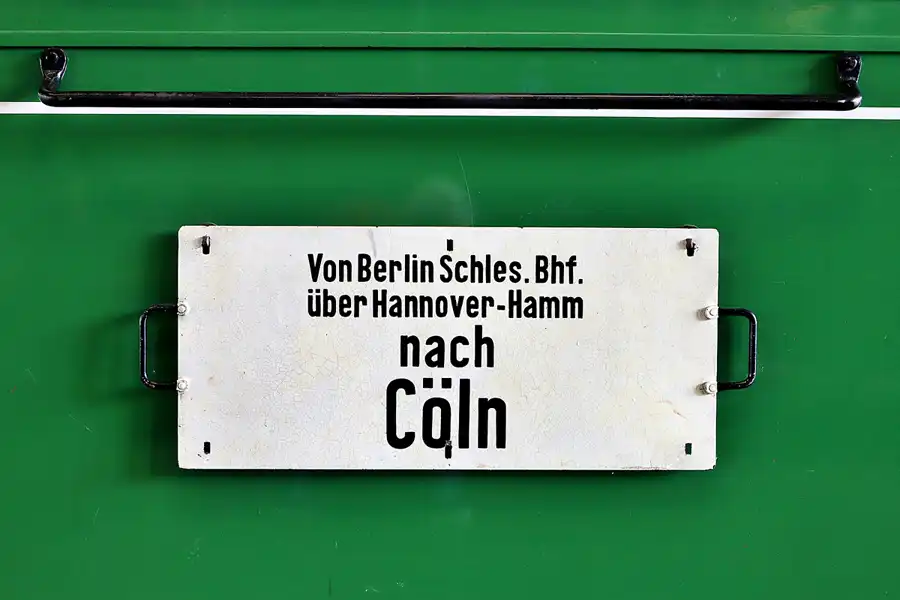 Von Berlin Schles. Bhf.
über Hannover-Hamm
nach
Cöln